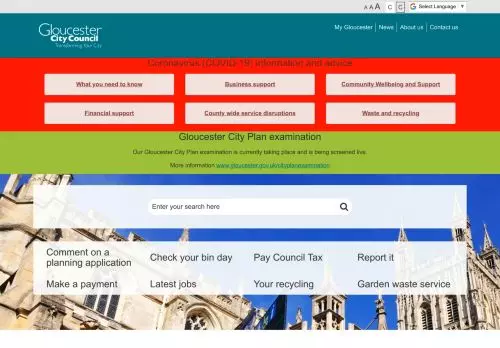 A A A C C Select Language
Gloucester
City Council
Transforming Your City
My Gloucester News About us Contact us
Coronavirus (COVID-19) information and advice
What you need to know Business support Community Wellbeing and Support
Financial support County wide service disruptions Waste and recycling
Gloucester City Plan examination
Our Gloucester City Plan examination is currently taking place and is being screened live.
More information www.gloucester.gov.uk/cityplanexamination
Enter your search here
Comment on a
planning application Check your bin day Pay Council Tax Report it
Make a payment Latest jobs Your recycling Garden waste service